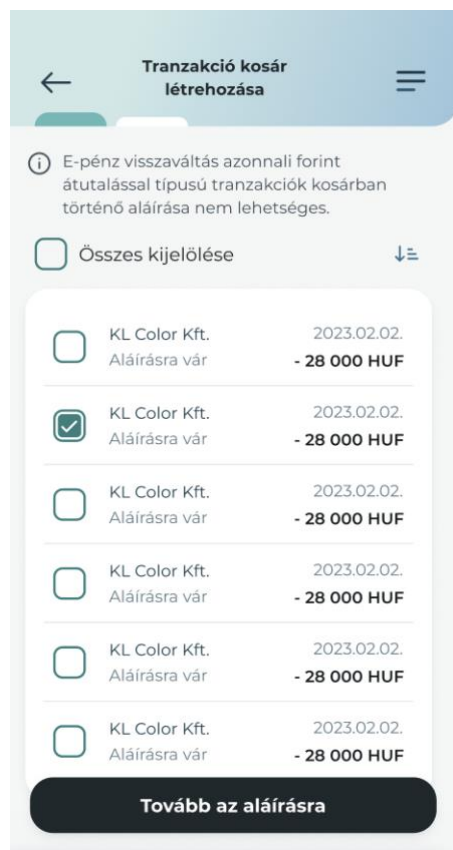 Tranzakció kosár
létrehozása
E-pénz visszaváltás azonnali forint
átutalással típusú tranzakciók kosárban
történő aláírása nem lehetséges.
Összes kijelölése
KL Color Kft. 2023.02.02.
Aláírásra vár - 28 000 HUF
KL Color Kft. 2023.02.02.
Aláírásra vár - 28 000 HUF
KL Color Kft. 2023.02.02.
Aláírásra vár - 28 000 HUF
KL Color Kft. 2023.02.02.
Aláírásra vár - 28 000 HUF
KL Color Kft. 2023.02.02.
Aláírásra vár - 28 000 HUF
KL Color Kft. 2023.02.02.
Aláírásra vár - 28 000 HUF
Tovább az aláírásra